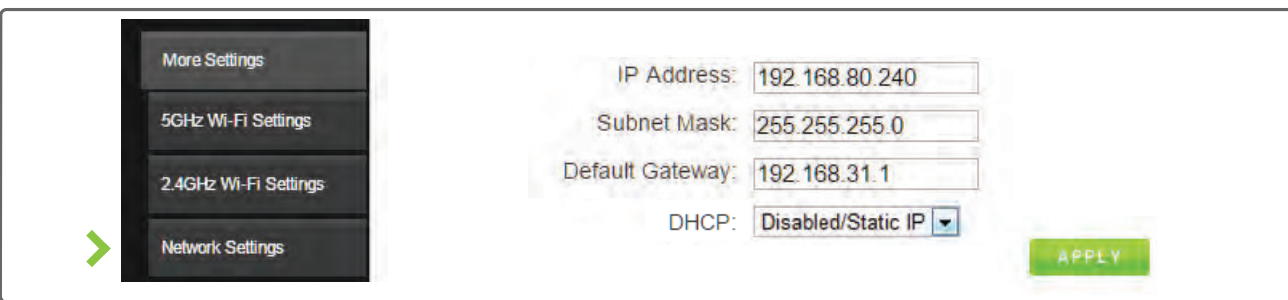 More Settings
5GHz Wi-Fi Settings
2.4GHz Wi-Fi Settings
Network Settings
IP Address: 192.168.80.240
Subnet Mask: 255.255.255.0
Default Gateway: 192.168.31.1
DHCP: Disabled/Static IP
APPLY